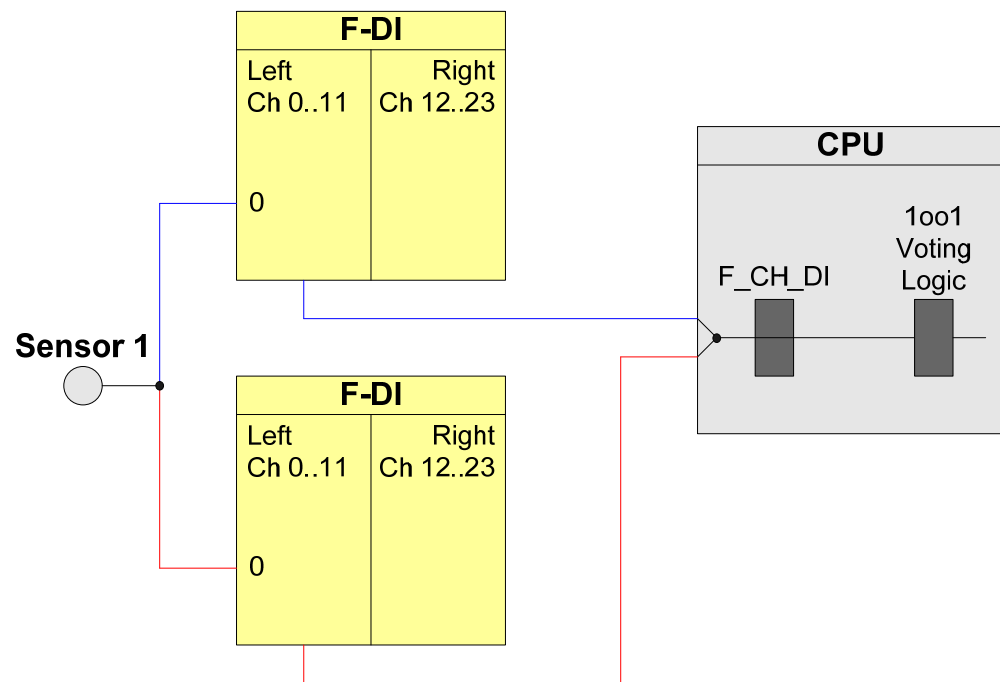 F-DI
Left
Right
Ch 0..11
Ch 12..23
0
CPU
1oo1
Voting
Logic
F_CH_DI
Sensor 1
F-DI
Left
Right
Ch 0..11
Ch 12..23
0